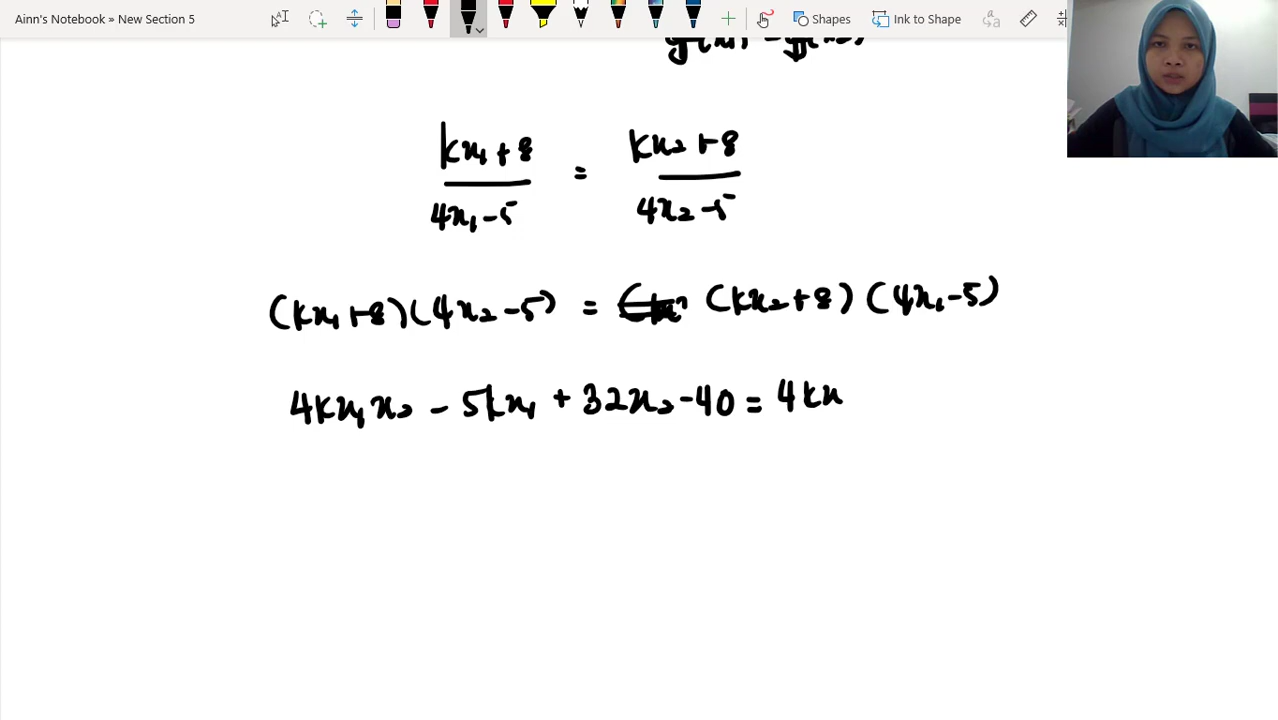 Ainn's Notebook » New Section 5
Shapes
Ink to Shape
kx₁+8 / 4x₁-5 = kx₂+8 / 4x₂-5
(kx₁+8)(4x₂-5) = (kx₂+8)(4x₁-5)
4kx₁x₂ - 5kx₁ + 32x₂ - 40 = 4kx